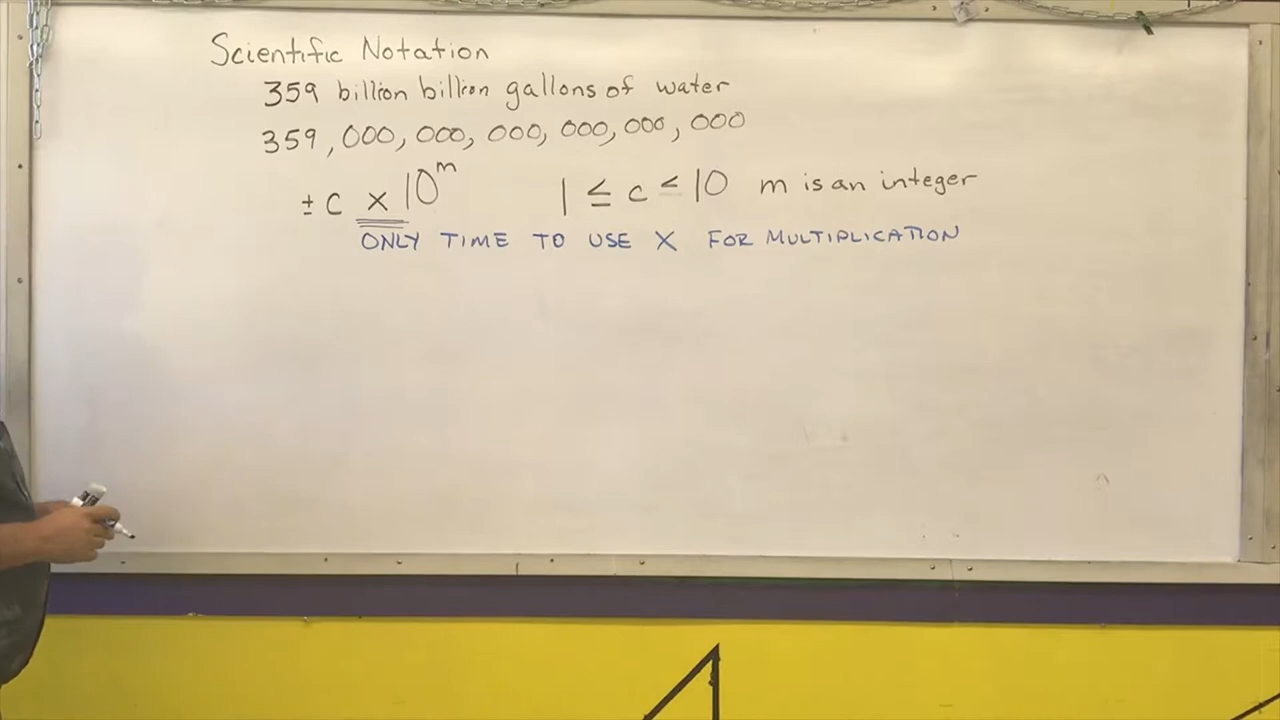 Scientific Notation
359 billion billion gallons of water
359,000,000,000,000,000,000
± c × 10^m 1 ≤ c < 10 m is an integer
ONLY TIME TO USE X FOR MULTIPLICATION